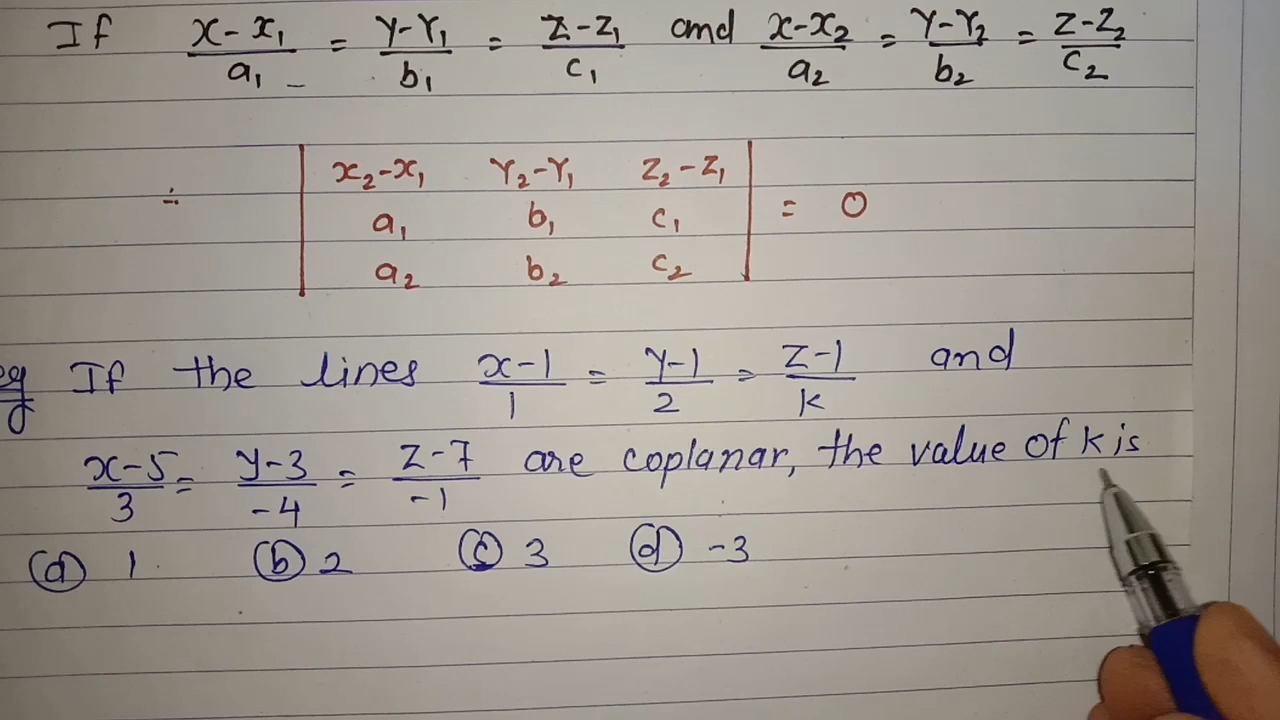 If x-x₁/a₁ = y-y₁/b₁ = z-z₁/c₁ and x-x₂/a₂ = y-y₂/b₂ = z-z₂/c₂
∴ | x₂-x₁ y₂-y₁ z₂-z₁ |
| a₁ b₁ c₁ | = 0
| a₂ b₂ c₂ |
eg If the lines x-1/1 = y-1/2 = z-1/k and
x-5/3 = y-3/-4 = z-7/-1 are coplanar, the value of k is
(a) 1 (b) 2 (c) 3 (d) -3